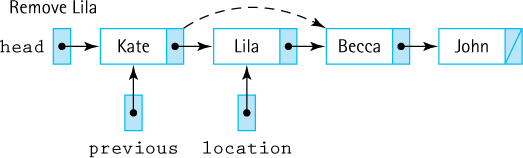 Remove Lila
head Kate Lila Becca John
previous location